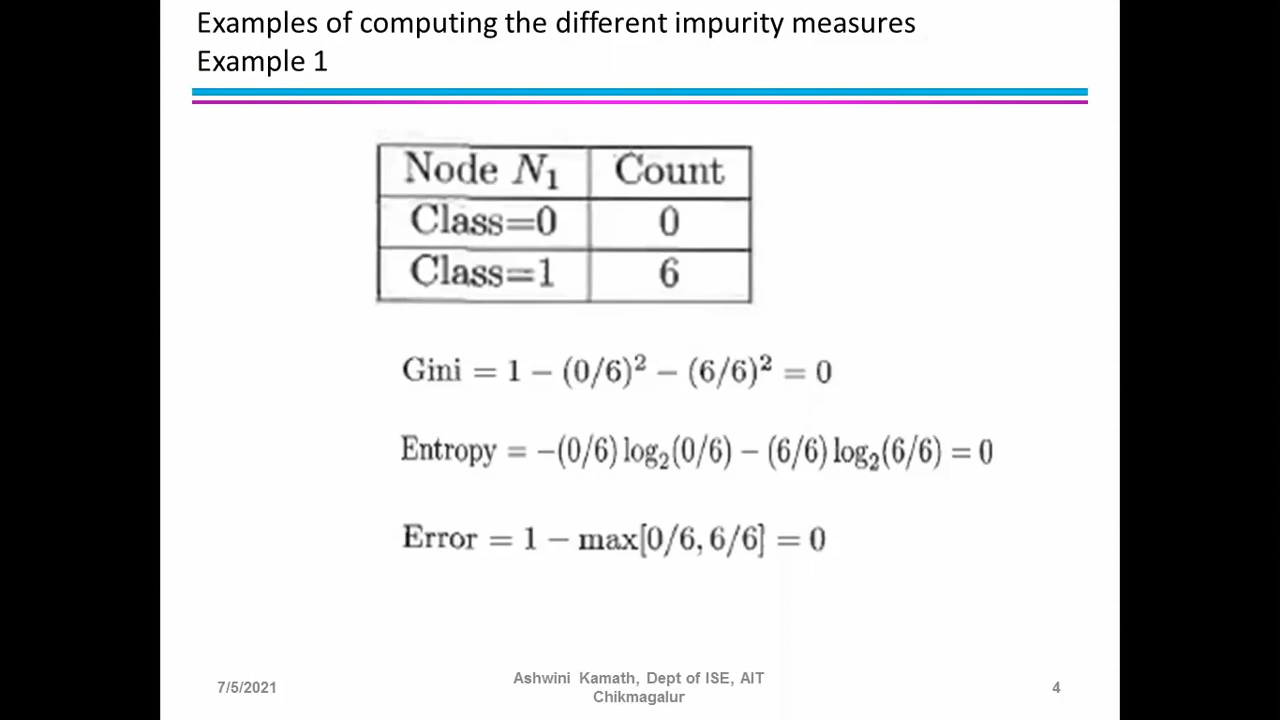 Examples of computing the different impurity measures
Example 1
Node N₁ Count
Class=0 0
Class=1 6
Gini = 1 − (0/6)² − (6/6)² = 0
Entropy = −(0/6) log₂(0/6) − (6/6) log₂(6/6) = 0
Error = 1 − max[0/6, 6/6] = 0
7/5/2021
Ashwini Kamath, Dept of ISE, AIT
Chikmagalur
4